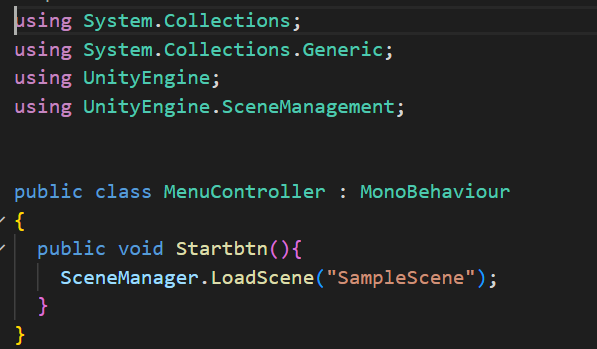 using System.Collections;
using System.Collections.Generic;
using UnityEngine;
using UnityEngine.SceneManagement;
public class MenuController : MonoBehaviour
{
public void Startbtn(){
SceneManager.LoadScene("SampleScene");
}
}